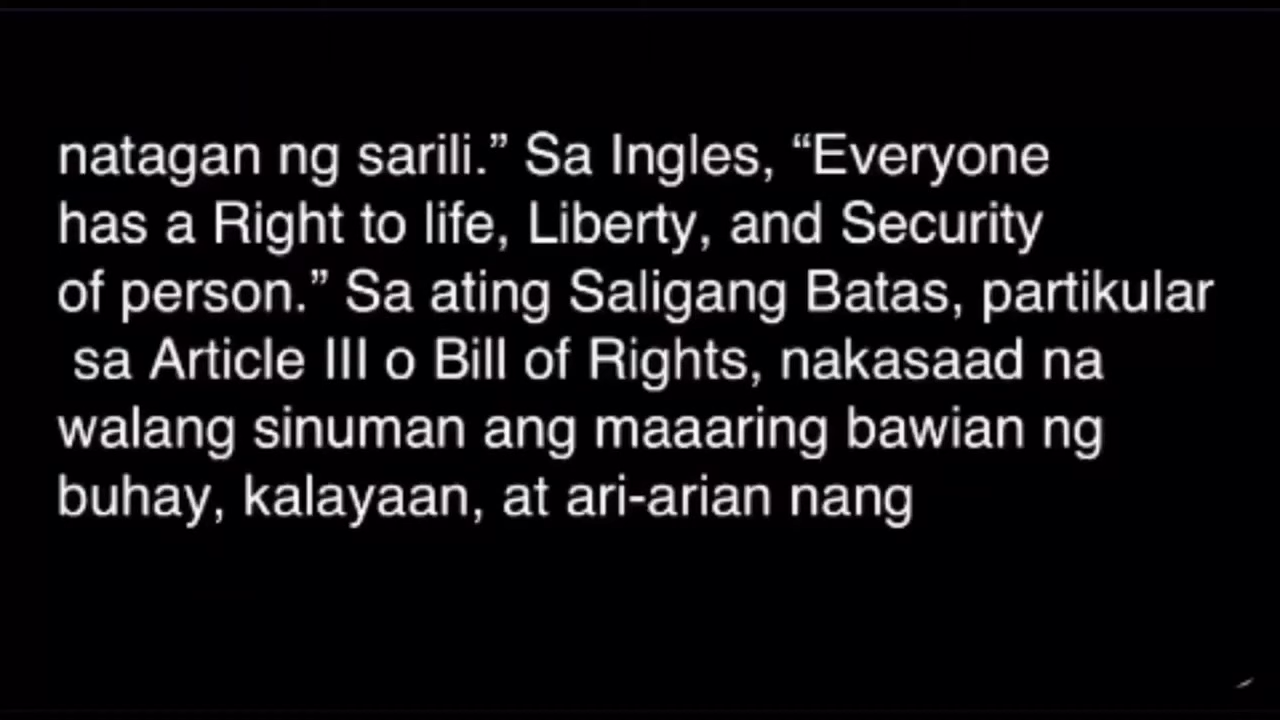 natagan ng sarili.” Sa Ingles, “Everyone
has a Right to life, Liberty, and Security
of person.” Sa ating Saligang Batas, partikular
sa Article III o Bill of Rights, nakasaad na
walang sinuman ang maaaring bawian ng
buhay, kalayaan, at ari-arian nang